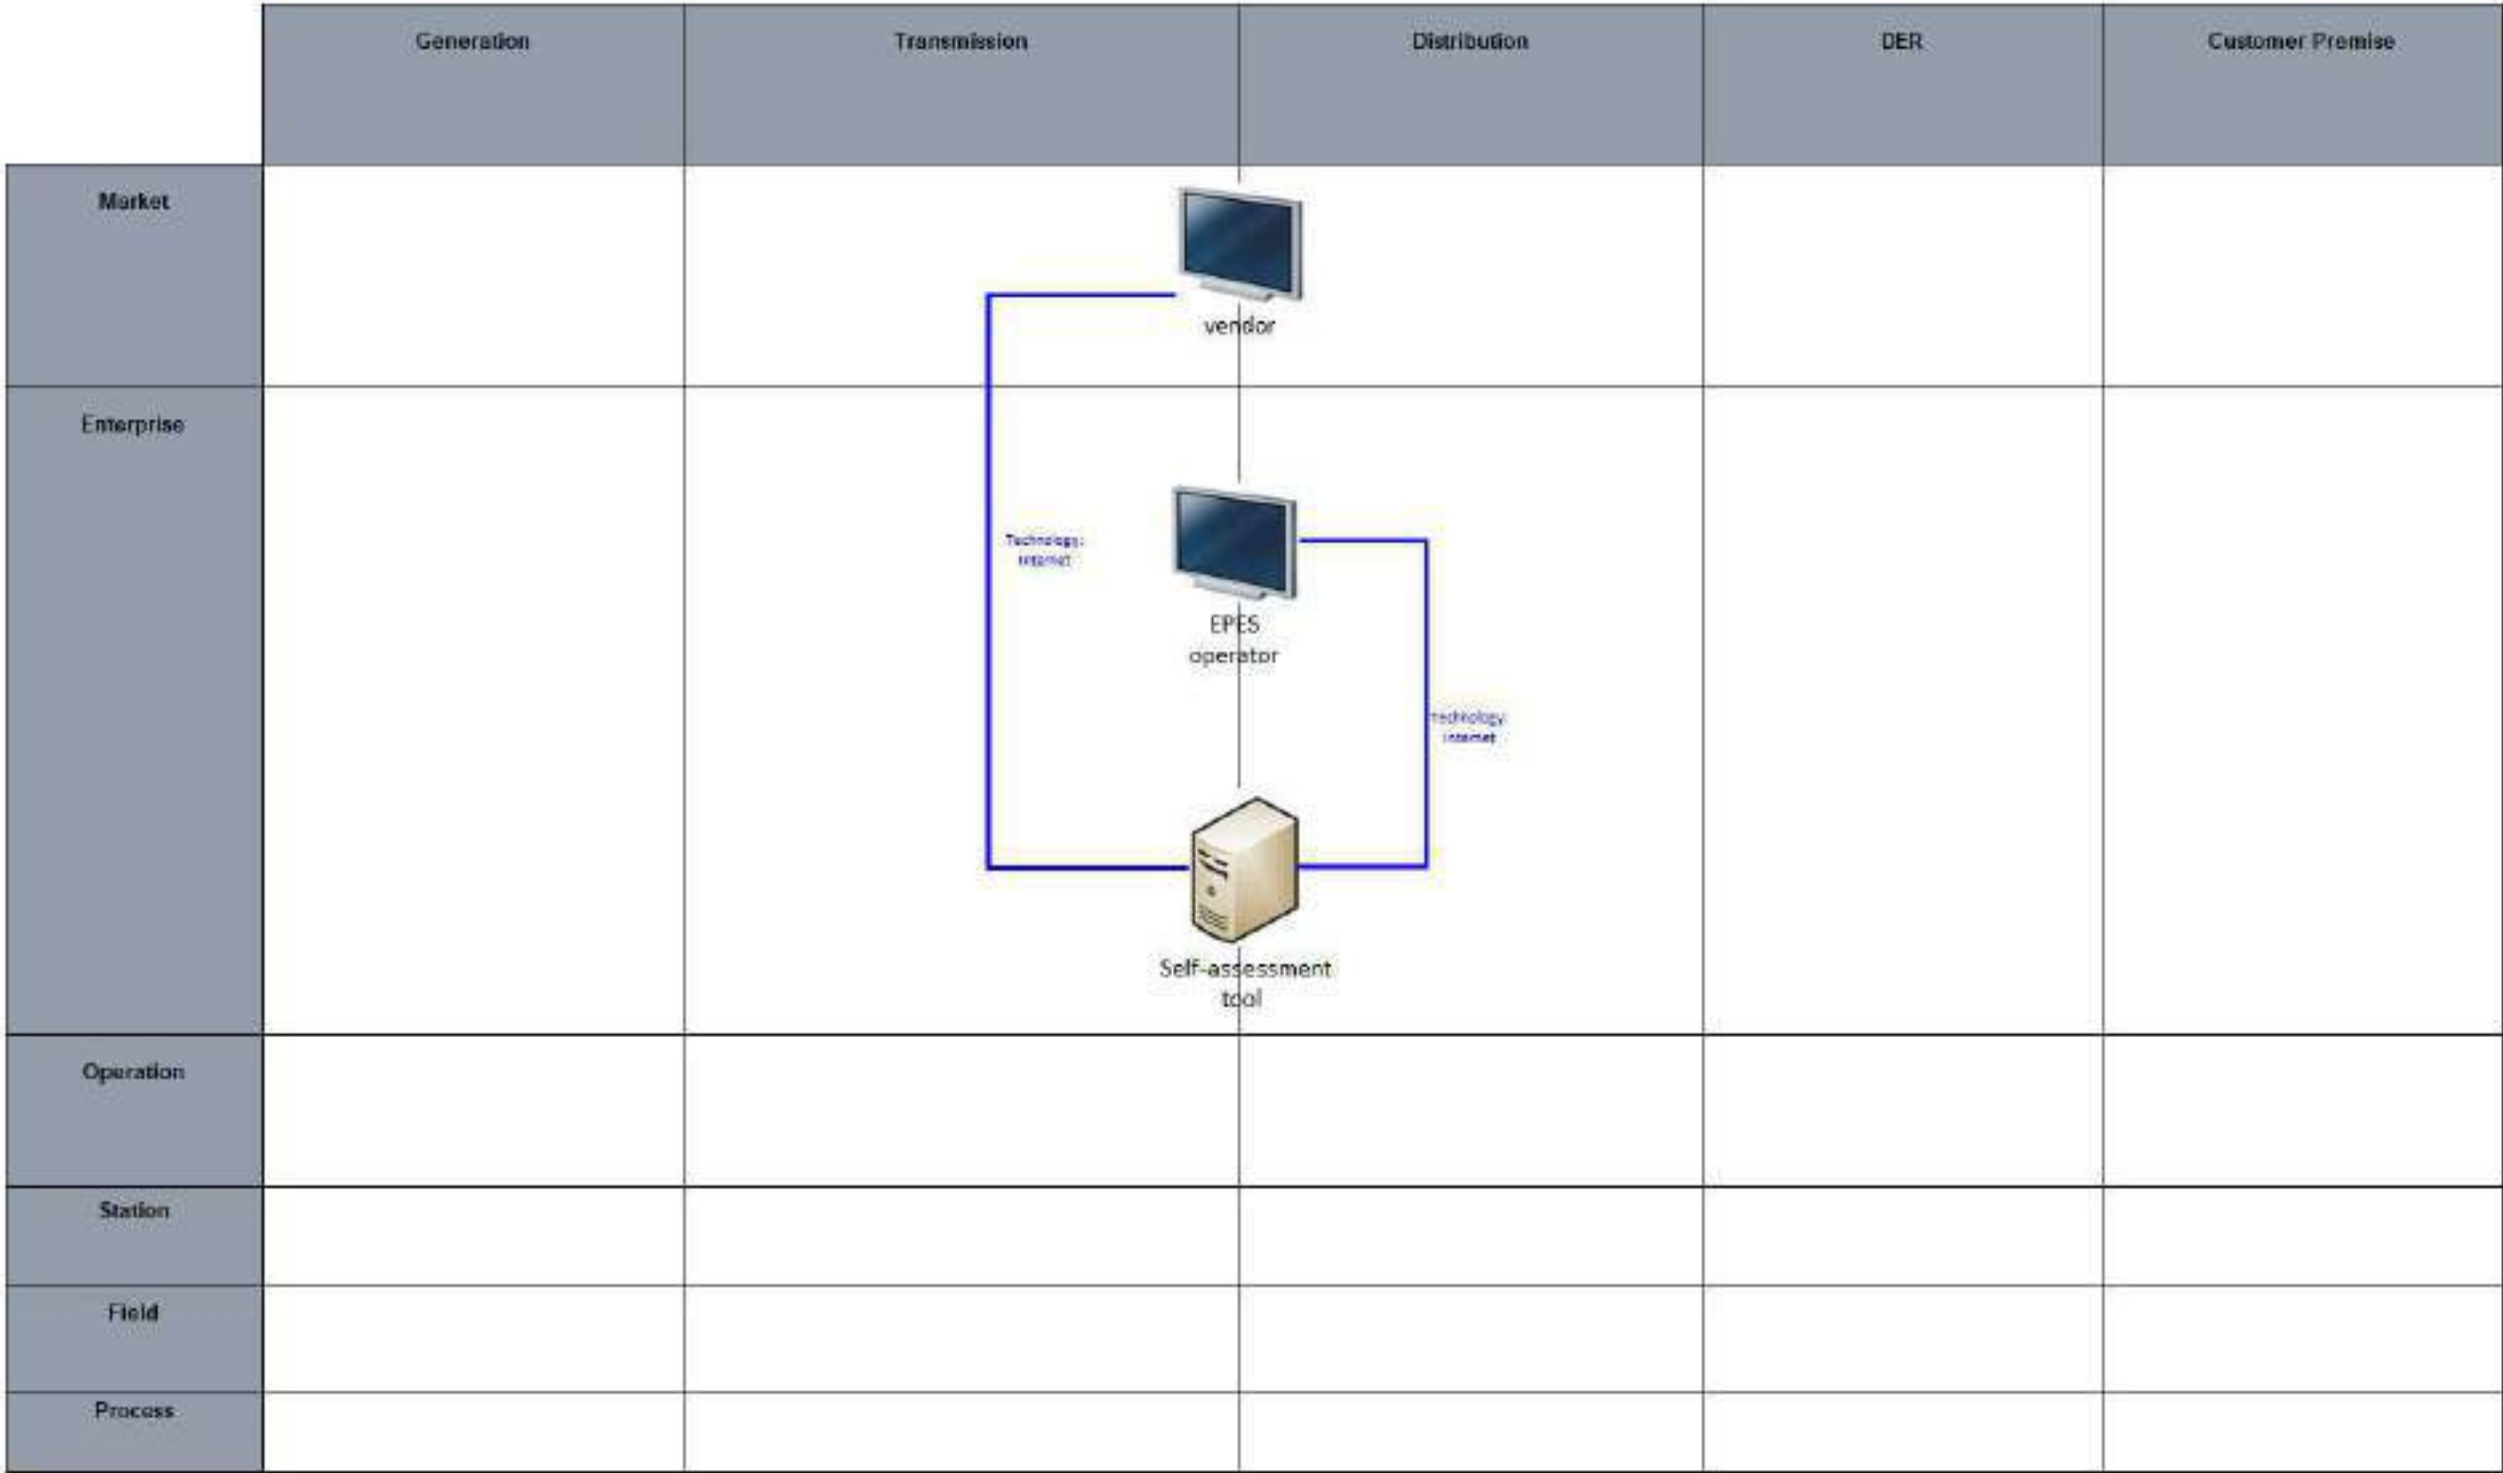 Generation
Transmission
Distribution
DER
Customer Premise
Market
vendor
Enterprise
Technology:
Internet
EPES
operator
Technology:
Internet
Self-assessment
tool
Operation
Station
Field
Process